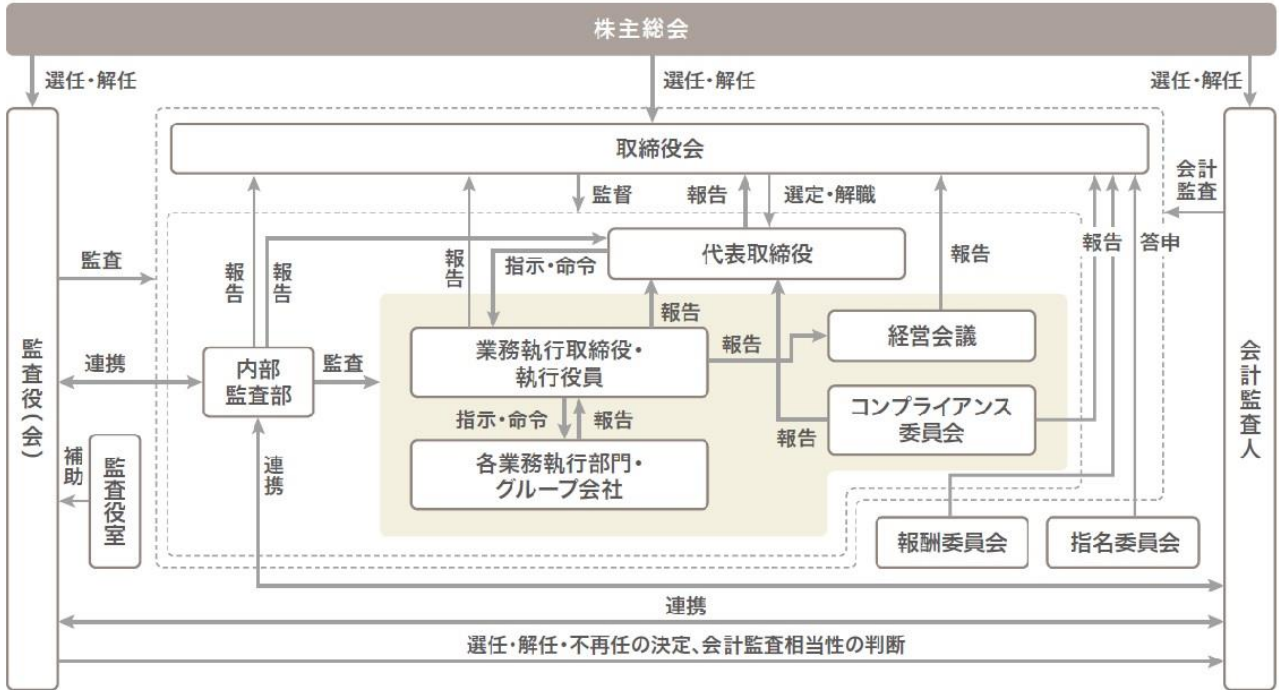 株主総会
選任・解任
選任・解任
選任・解任
取締役会
会計
監査
監督
報告
選定・解職
報告
答申
代表取締役
監査
報告
報告
報告
指示・命令
報告
報告
業務執行取締役・
執行役員
報告
経営会議
監査役(会)
連携
内部
監査部
監査
会計監査人
指示・命令
報告
報告
コンプライアンス
委員会
補助
監査役室
連携
各業務執行部門・
グループ会社
報酬委員会
指名委員会
連携
選任・解任・不再任の決定、会計監査相当性の判断